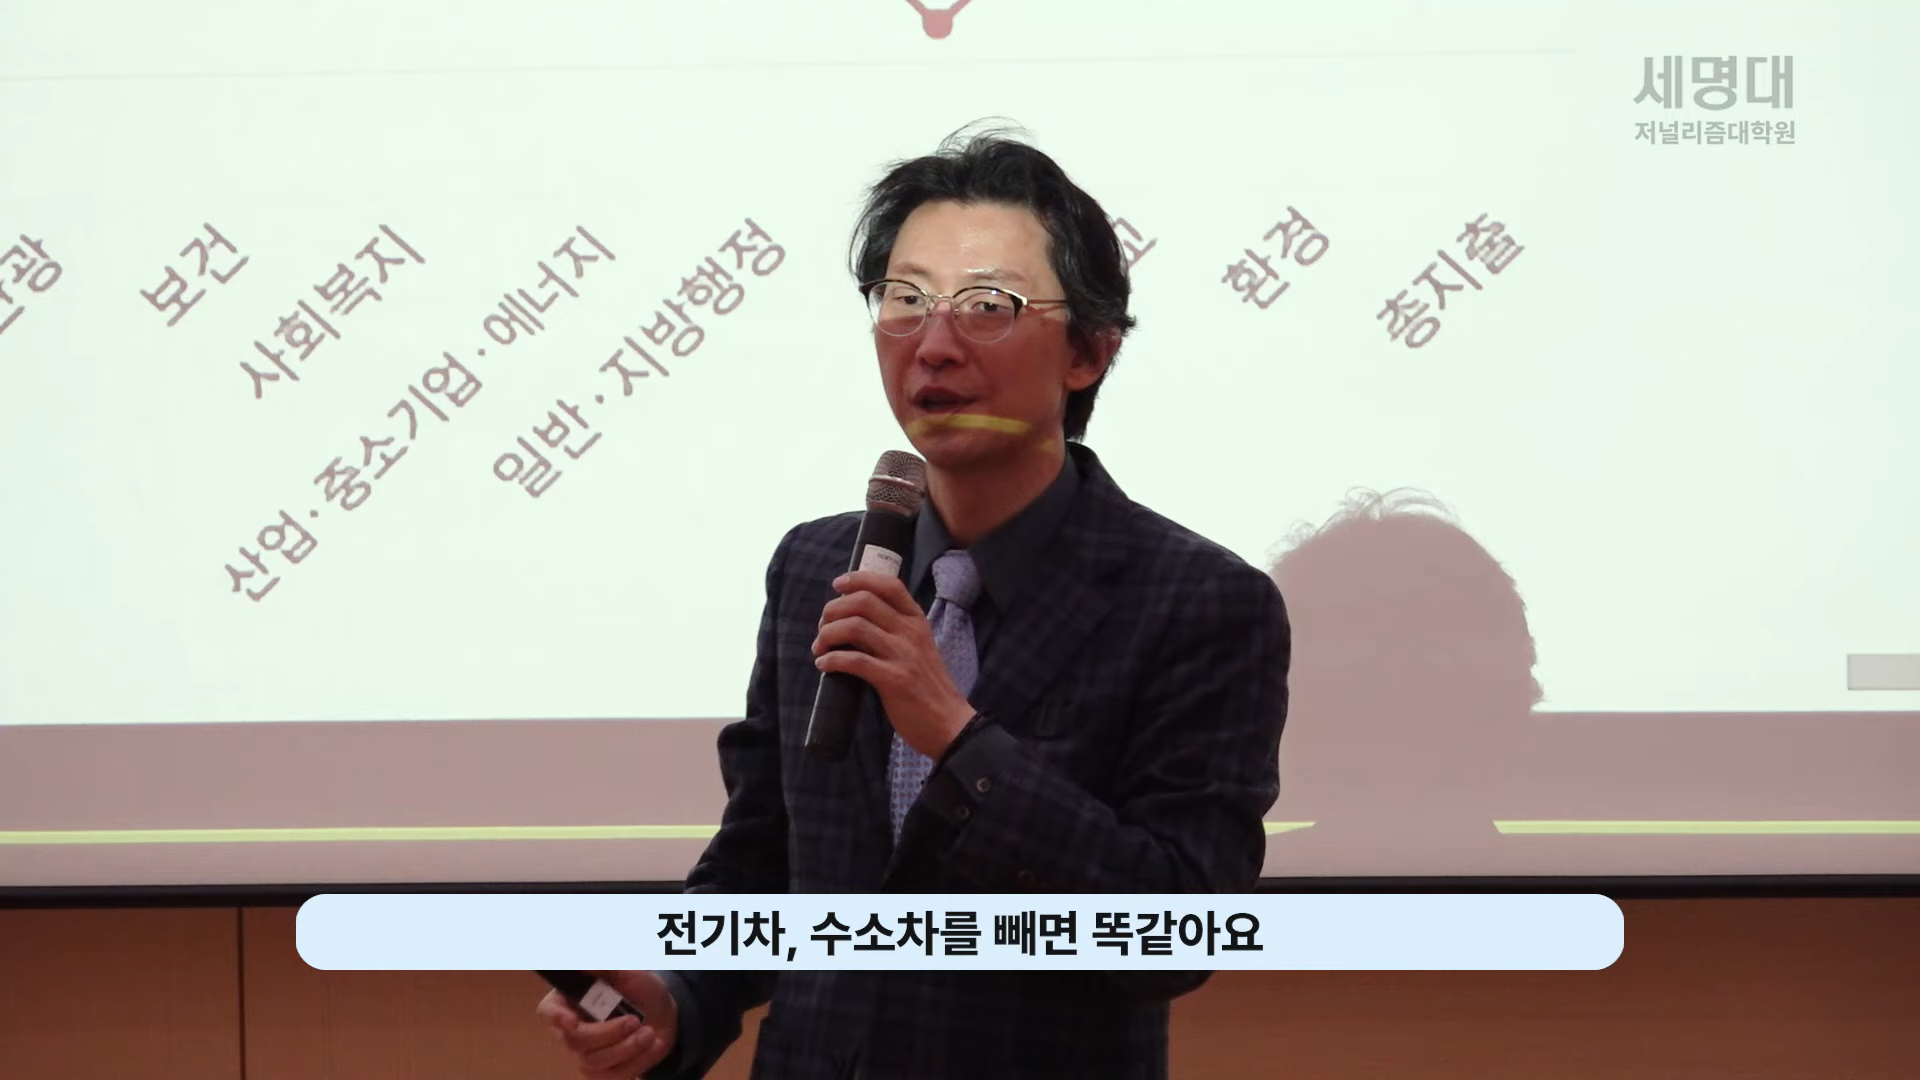 세명대
저널리즘대학원
보건
사회복지
산업·중소기업·에너지
일반·지방행정
환경
총지출
전기차, 수소차를 빼면 똑같아요